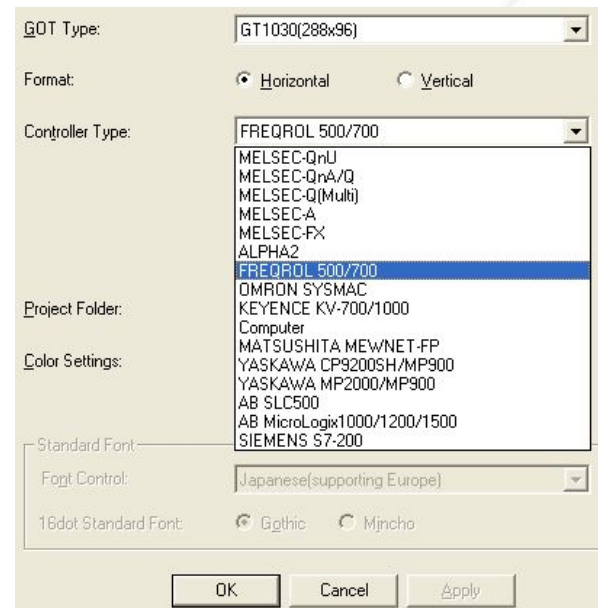 GOT Type: GT1030(288x96)
Format: Horizontal Vertical
Controller Type: FREQROL 500/700
MELSEC-QnU
MELSEC-QnA/Q
MELSEC-Q(Multi)
MELSEC-A
MELSEC-FX
ALPHA2
FREQROL 500/700
OMRON SYSMAC
Project Folder: KEYENCE KV-700/1000
Computer
MATSUSHITA MEWNET-FP
Color Settings: YASKAWA CP9200SH/MP900
YASKAWA MP2000/MP900
AB SLC500
AB MicroLogix1000/1200/1500
Standard Font SIEMENS S7-200
Font Control: Japanese(supporting Europe)
16dot Standard Font: Gothic Mincho
OK Cancel Apply